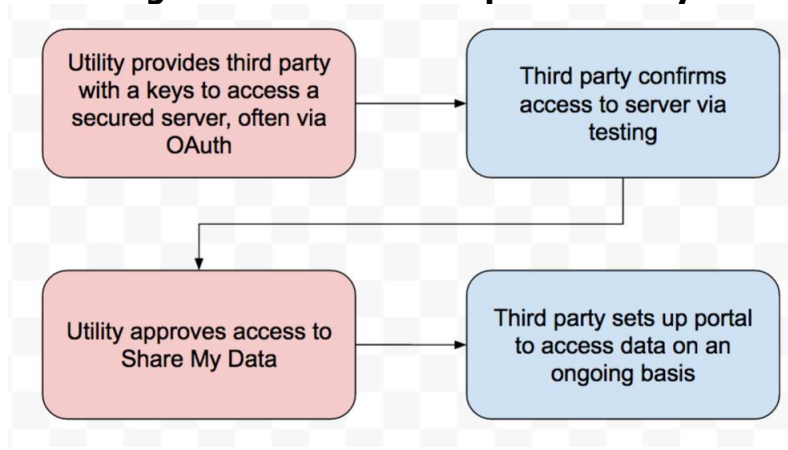 Utility provides third party
with a keys to access a
secured server, often via
OAuth
Third party confirms
access to server via
testing
Utility approves access to
Share My Data
Third party sets up portal
to access data on an
ongoing basis